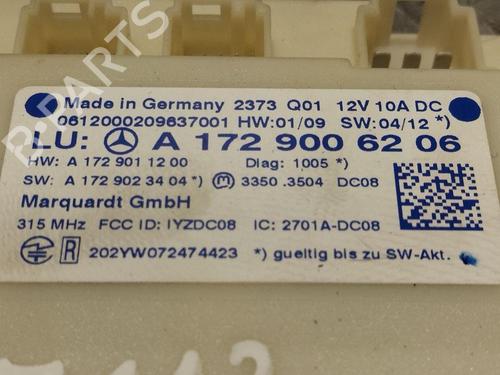 Made in Germany 2373 Q01 12V 10A DC
0612000209637001 HW:01/09 SW:04/12 *)
LU: A 172 900 62 06
HW: A 172 901 12 00 Diag: 1005 *)
SW: A 172 902 34 04 *) m 3350 .3504 DC08
Marquardt GmbH
315 MHz FCC ID: IYZDC08 IC: 2701A-DC08
R 202YW072474423 *) gueltig bis zu SW-Akt.
B-PARTS